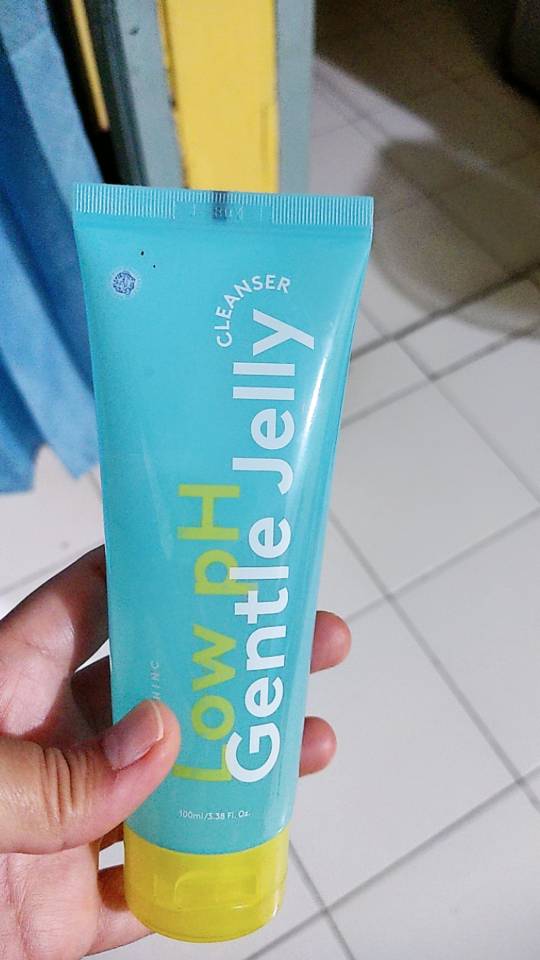 CLEANSER
Low pH
Gentle Jelly
100ml/3.38 Fl. Oz.